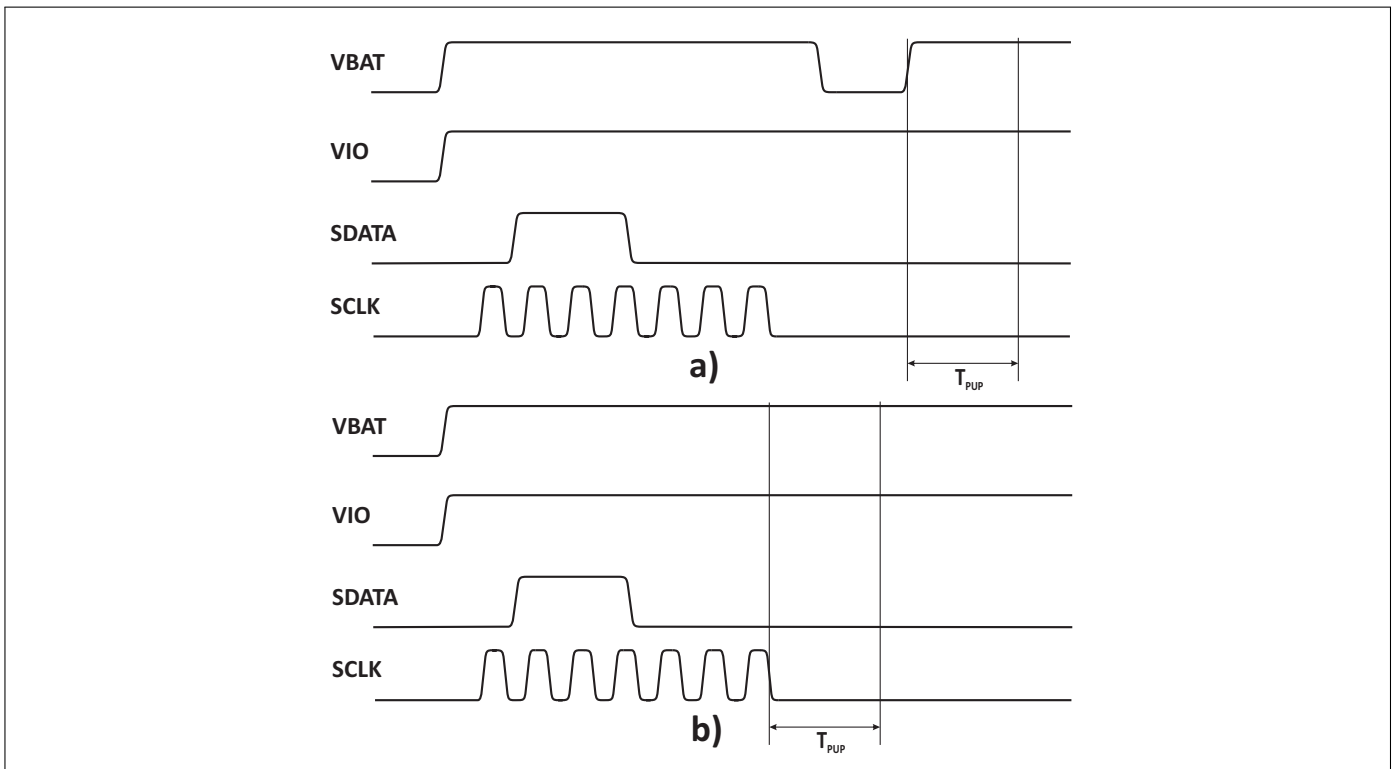 VBAT
VIO
SDATA
SCLK
a)
TPUP
VBAT
VIO
SDATA
SCLK
b)
TPUP